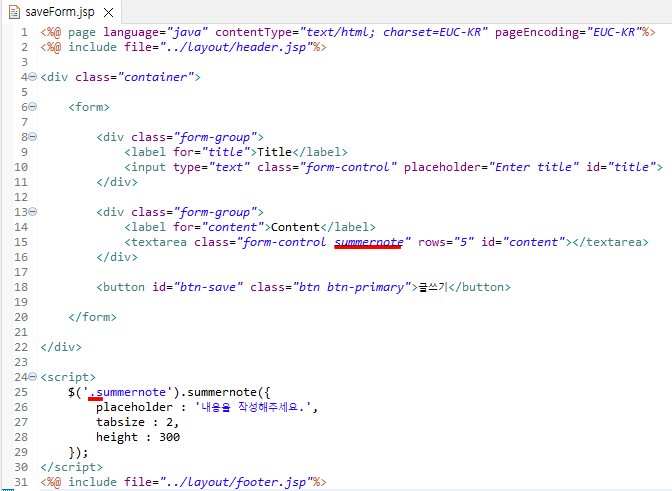 saveForm.jsp
1 <%@ page language="java" contentType="text/html; charset=EUC-KR" pageEncoding="EUC-KR"%>
2 <%@ include file="../layout/header.jsp"%>
3
4 <div class="container">
5
6     <form>
7
8         <div class="form-group">
9             <label for="title">Title</label>
10             <input type="text" class="form-control" placeholder="Enter title" id="title">
11         </div>
12
13         <div class="form-group">
14             <label for="content">Content</label>
15             <textarea class="form-control summernote" rows="5" id="content"></textarea>
16         </div>
17
18         <button id="btn-save" class="btn btn-primary">글쓰기</button>
19
20     </form>
21
22 </div>
23
24 <script>
25     $('.summernote').summernote({
26         placeholder : '내용을 작성해주세요.',
27         tabsize : 2,
28         height : 300
29     });
30 </script>
31 <%@ include file="../layout/footer.jsp"%>